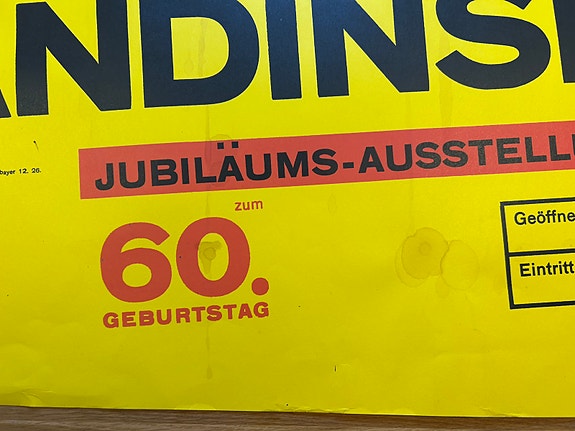 ANDINS
bayer 12. 26.
JUBILÄUMS-AUSSTELL
zum
60.
GEBURTSTAG
Geöffne
Eintritt